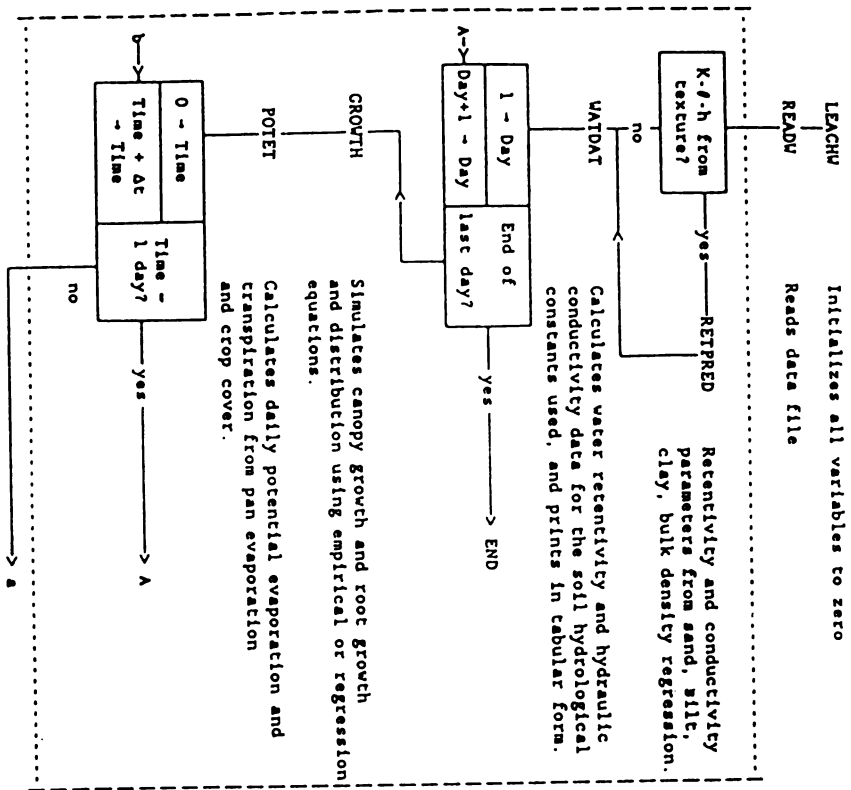 LEACHW Initializes all variables to zero
READW Reads data file
K-θ-h from
texture?
yes
RETPRED
Retentivity and conductivity
parameters from sand, silt,
clay, bulk density regression.
no
WATDAT
Calculates water retentivity and hydraulic
conductivity data for the soil hydrological
constants used, and prints in tabular form.
1 → Day
A-> Day+1 → Day
End of
last day?
yes
> END
GROWTH
Simulates canopy growth and root growth
and distribution using empirical or regression
equations.
POTET
Calculates daily potential evaporation and
transpiration from pan evaporation
and crop cover.
0 → Time
b
Time + Δt
→ Time
Time -
1 day?
yes
> A
no
> a